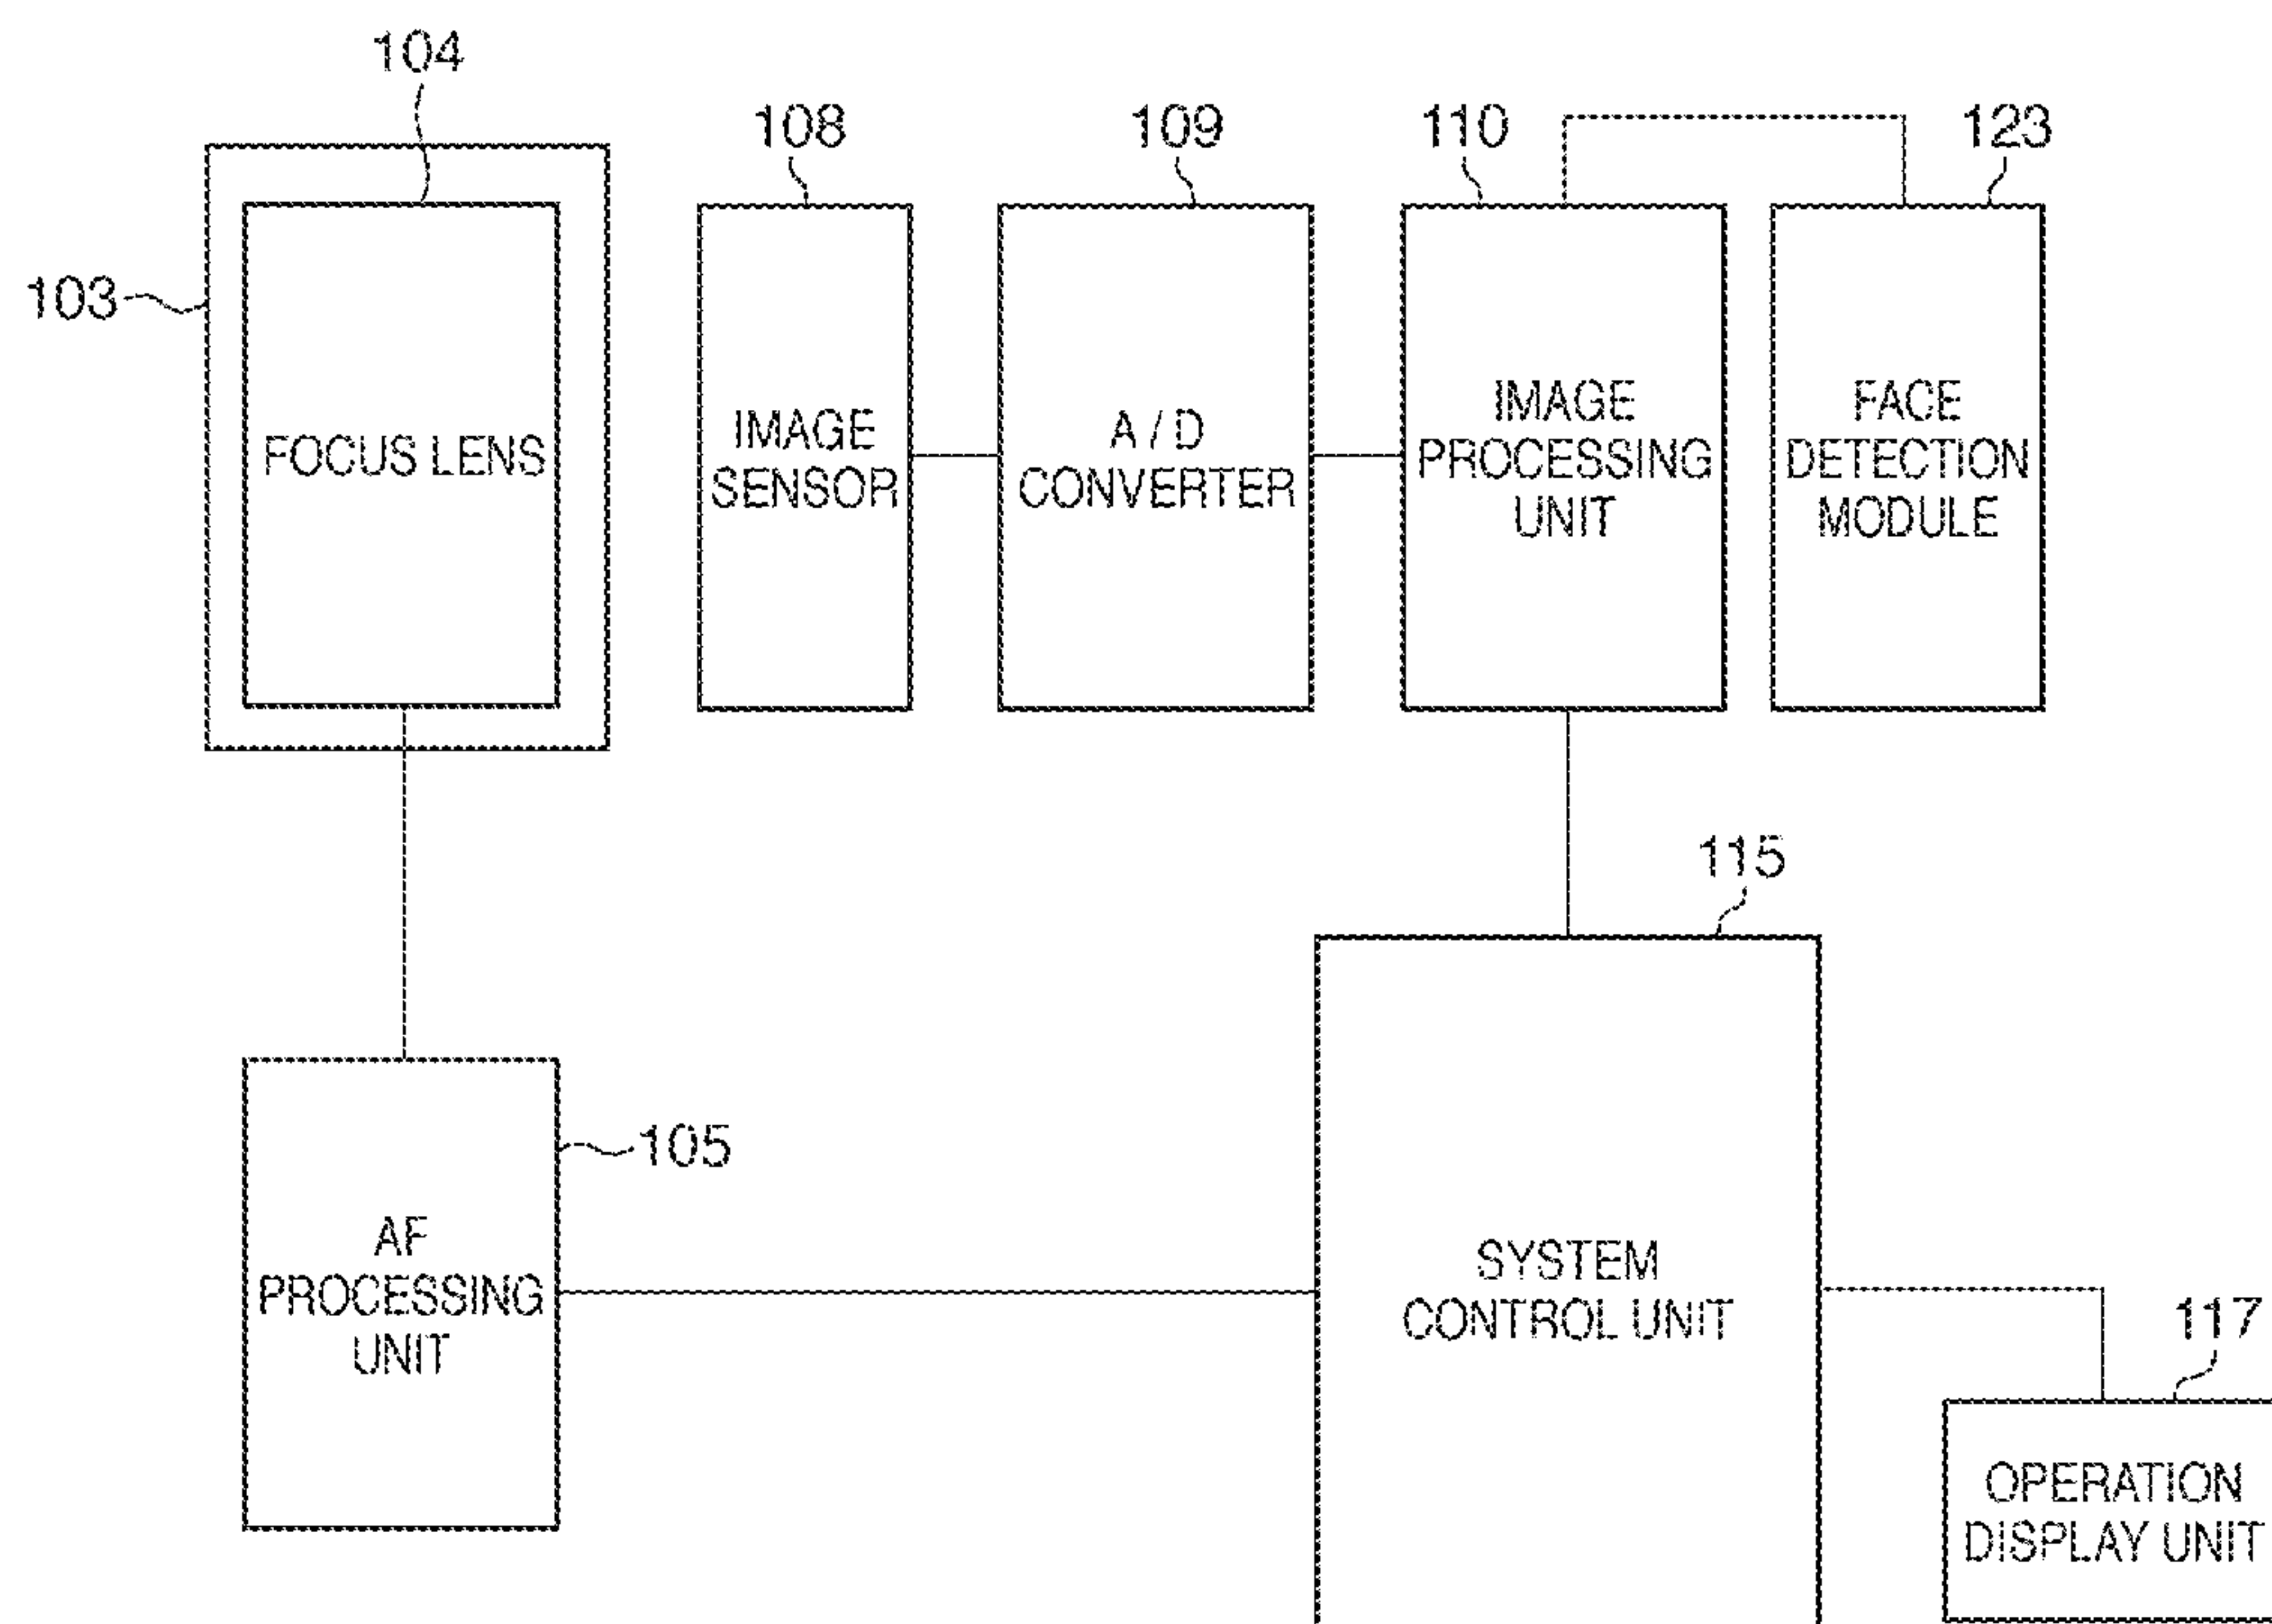 104
108
109
110
123
103
FOCUS LENS
IMAGE
SENSOR
A / D
CONVERTER
IMAGE
PROCESSING
UNIT
FACE
DETECTION
MODULE
115
105
AF
PROCESSING
UNIT
SYSTEM
CONTROL UNIT
117
OPERATION
DISPLAY UNIT